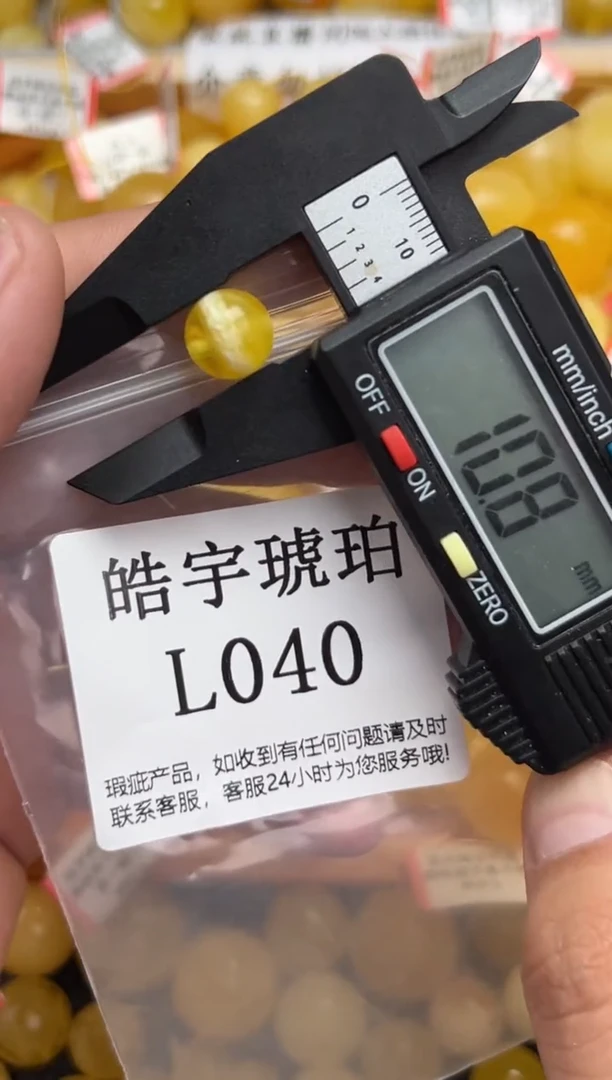 0
10
1 2 3 4
mm/inch
OFF
ON
10.8
mm
ZERO
皓宇琥珀
L040
瑕疵产品，如收到有任何问题请及时
联系客服，客服24小时为您服务哦!